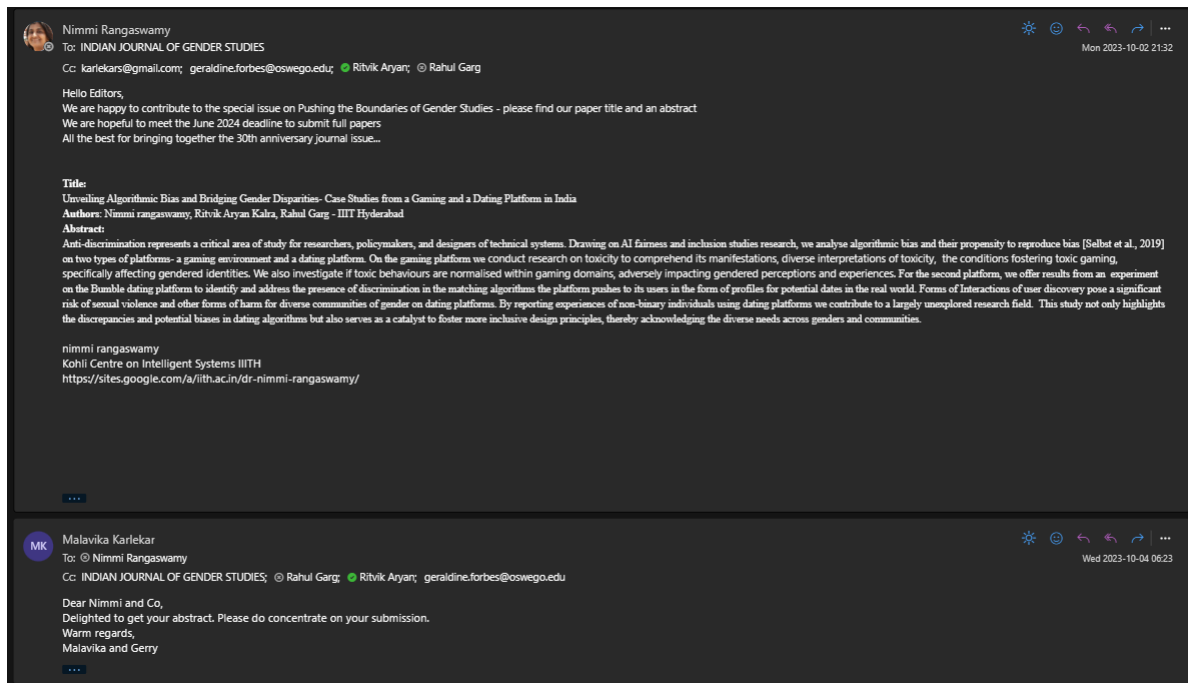 Nimmi Rangaswamy
To: INDIAN JOURNAL OF GENDER STUDIES
Mon 2023-10-02 21:32
Cc: karlekars@gmail.com; geraldine.forbes@oswego.edu; Ritvik Aryan; Rahul Garg
Hello Editors,
We are happy to contribute to the special issue on Pushing the Boundaries of Gender Studies - please find our paper title and an abstract
We are hopeful to meet the June 2024 deadline to submit full papers
All the best for bringing together the 30th anniversary journal issue...
Title:
Unveiling Algorithmic Bias and Bridging Gender Disparities- Case Studies from a Gaming and a Dating Platform in India
Authors: Nimmi rangaswamy, Ritvik Aryan Kalra, Rahul Garg - IIIT Hyderabad
Abstract:
Anti-discrimination represents a critical area of study for researchers, policymakers, and designers of technical systems. Drawing on AI fairness and inclusion studies research, we analyse algorithmic bias and their propensity to reproduce bias [Selbst et al., 2019]
on two types of platforms- a gaming environment and a dating platform. On the gaming platform we conduct research on toxicity to comprehend its manifestations, diverse interpretations of toxicity, the conditions fostering toxic gaming,
specifically affecting gendered identities. We also investigate if toxic behaviours are normalised within gaming domains, adversely impacting gendered perceptions and experiences. For the second platform, we offer results from an experiment
on the Bumble dating platform to identify and address the presence of discrimination in the matching algorithms the platform pushes to its users in the form of profiles for potential dates in the real world. Forms of Interactions of user discovery pose a significant
risk of sexual violence and other forms of harm for diverse communities of gender on dating platforms. By reporting experiences of non-binary individuals using dating platforms we contribute to a largely unexplored research field. This study not only highlights
the discrepancies and potential biases in dating algorithms but also serves as a catalyst to foster more inclusive design principles, thereby acknowledging the diverse needs across genders and communities.
nimmi rangaswamy
Kohli Centre on Intelligent Systems IIITH
https://sites.google.com/a/iith.ac.in/dr-nimmi-rangaswamy/
MK
Malavika Karlekar
To: Nimmi Rangaswamy
Wed 2023-10-04 06:23
Cc: INDIAN JOURNAL OF GENDER STUDIES; Rahul Garg; Ritvik Aryan; geraldine.forbes@oswego.edu
Dear Nimmi and Co,
Delighted to get your abstract. Please do concentrate on your submission.
Warm regards,
Malavika and Gerry